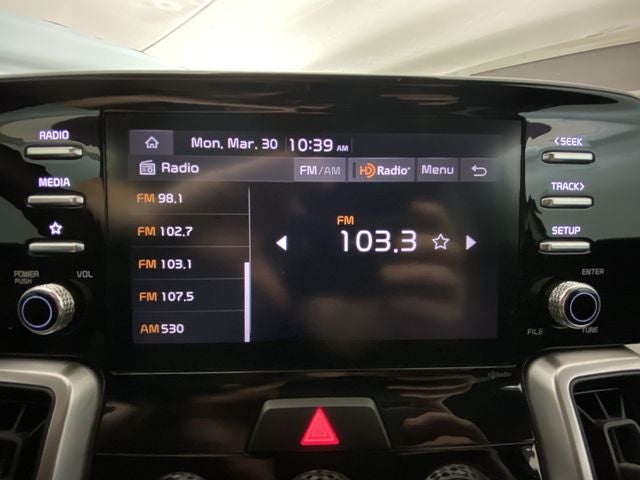 RADIO
MEDIA
POWER PUSH
VOL
Mon, Mar. 30 10:39 AM
Radio FM/AM HD Radio Menu
FM 98.1
FM 102.7
FM 103.1
FM 107.5
AM 530
FM
103.3
<SEEK
TRACK>
SETUP
ENTER
FILE
TUNE